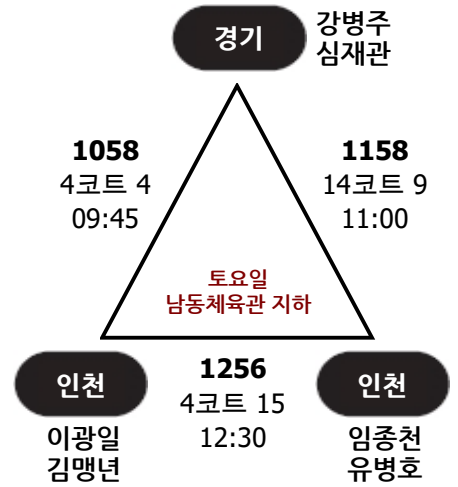 경기
강병주
심재관
1058
4코트 4
09:45
1158
14코트 9
11:00
토요일
남동체육관 지하
인천
이광일
김맹년
1256
4코트 15
12:30
인천
임종천
유병호